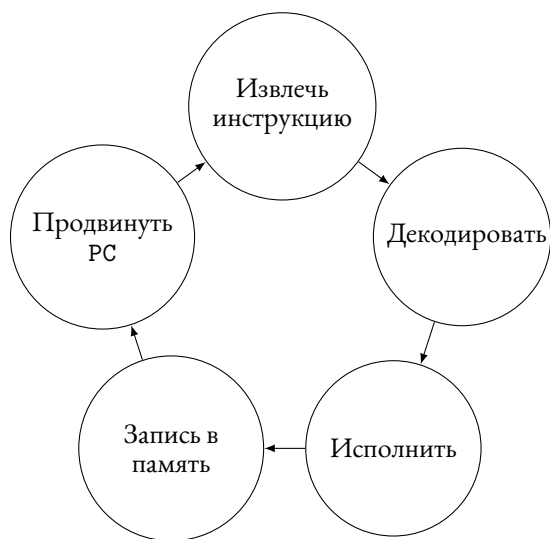 Извлечь
инструкцию
Декодировать
Исполнить
Запись в
память
Продвинуть
PC